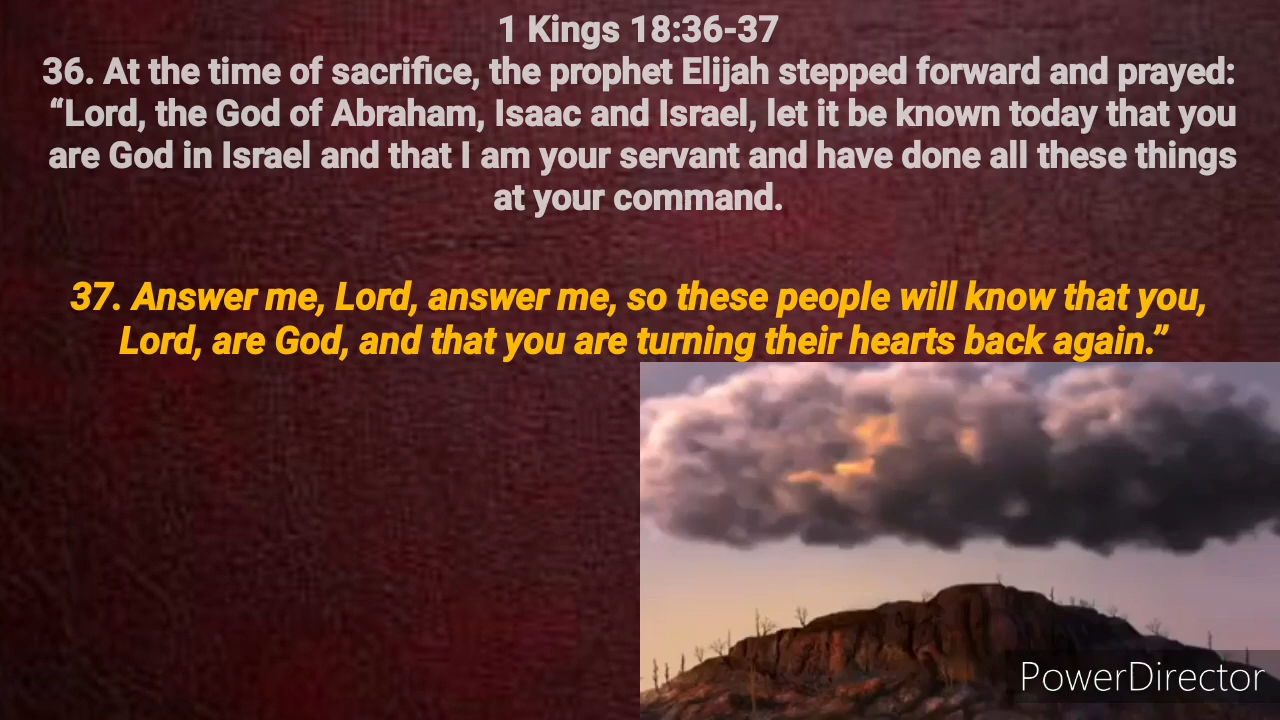 1 Kings 18:36-37
36. At the time of sacrifice, the prophet Elijah stepped forward and prayed:
“Lord, the God of Abraham, Isaac and Israel, let it be known today that you
are God in Israel and that I am your servant and have done all these things
at your command.
37. Answer me, Lord, answer me, so these people will know that you,
Lord, are God, and that you are turning their hearts back again.”
PowerDirector